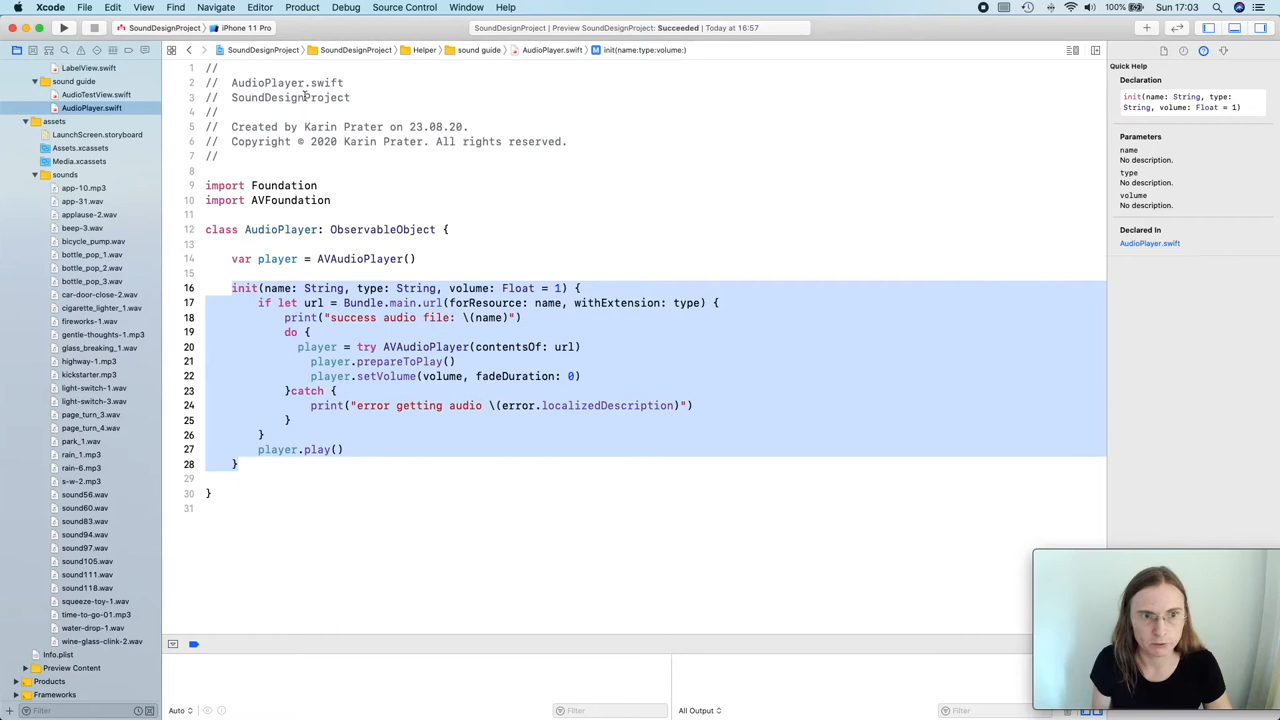 Xcode File Edit View Find Navigate Editor Product Debug Source Control Window Help 100% Sun 17:03
SoundDesignProject iPhone 11 Pro SoundDesignProject | Preview SoundDesignProject: Succeeded | Today at 16:57
SoundDesignProject SoundDesignProject Helper sound guide AudioPlayer.swift M init(name:type:volume:)
LabelView.swift
sound guide
AudioTestView.swift
AudioPlayer.swift
assets
LaunchScreen.storyboard
Assets.xcassets
Media.xcassets
sounds
app-10.mp3
app-31.wav
applause-2.wav
beep-3.wav
bicycle_pump.wav
bottle_pop_1.wav
bottle_pop_2.wav
bottle_pop_3.wav
car-door-close-2.wav
cigarette_lighter_1.wav
fireworks-1.wav
gentle-thoughts-1.mp3
glass_breaking_1.wav
highway-1.mp3
kickstarter.mp3
light-switch-1.wav
light-switch-3.wav
page_turn_3.wav
page_turn_4.wav
park_1.wav
rain_1.mp3
rain-6.mp3
s-w-2.mp3
sound56.wav
sound60.wav
sound83.wav
sound94.wav
sound97.wav
sound105.wav
sound111.wav
sound118.wav
squeeze-toy-1.wav
time-to-go-01.mp3
water-drop-1.wav
wine-glass-clink-2.wav
Info.plist
Preview Content
Products
Frameworks
Filter
1 //
2 // AudioPlayer.swift
3 // SoundDesignProject
4 //
5 // Created by Karin Prater on 23.08.20.
6 // Copyright © 2020 Karin Prater. All rights reserved.
7 //
8
9 import Foundation
10 import AVFoundation
11
12 class AudioPlayer: ObservableObject {
13
14 var player = AVAudioPlayer()
15
16 init(name: String, type: String, volume: Float = 1) {
17 if let url = Bundle.main.url(forResource: name, withExtension: type) {
18 print("success audio file: \(name)")
19 do {
20 player = try AVAudioPlayer(contentsOf: url)
21 player.prepareToPlay()
22 player.setVolume(volume, fadeDuration: 0)
23 }catch {
24 print("error getting audio \(error.localizedDescription)")
25 }
26 }
27 player.play()
28 }
29
30 }
31
Auto Filter All Output Filter
Quick Help
Declaration
init(name: String, type:
String, volume: Float = 1)
Parameters
name
No description.
type
No description.
volume
No description.
Declared In
AudioPlayer.swift